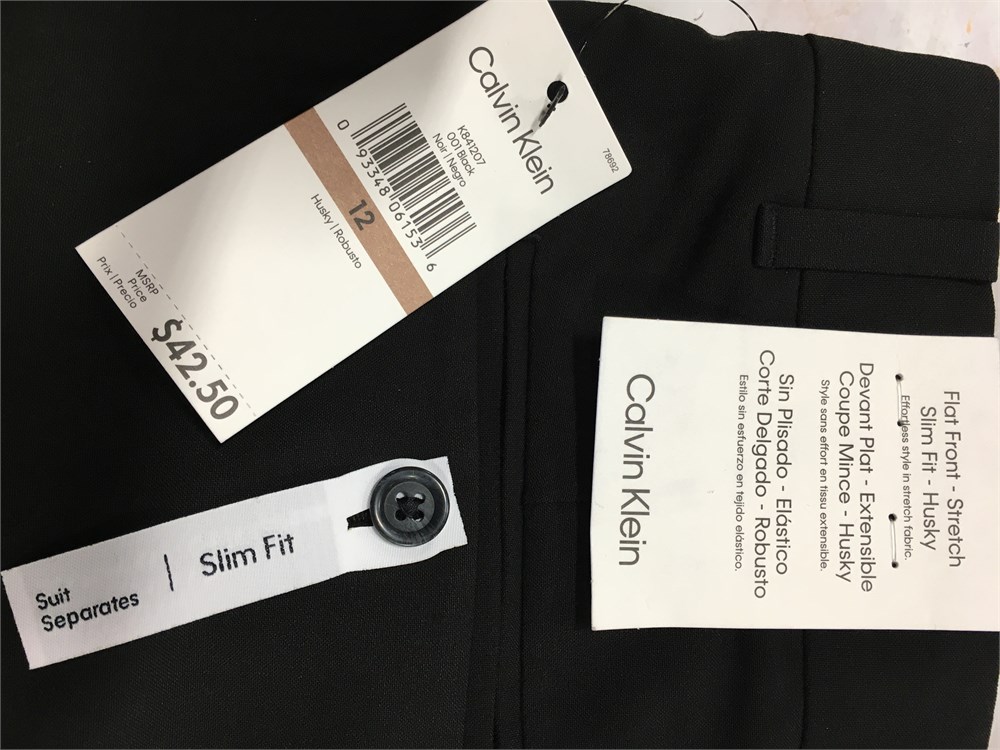 Calvin Klein
78692
K841207
001 Black
Noir | Negro
0 93348 06153 6
12
Husky | Robusto
MSRP
Price
Prix | Precio
$42.50
Suit
Separates
Slim Fit
Flat Front - Stretch
Slim Fit - Husky
Effortless style in stretch fabric.
Devant Plat - Extensible
Coupe Mince - Husky
Style sans effort en tissu extensible.
Sin Plisado - Elástico
Corte Delgado - Robusto
Estilo sin esfuerzo en tejido elástico.
Calvin Klein